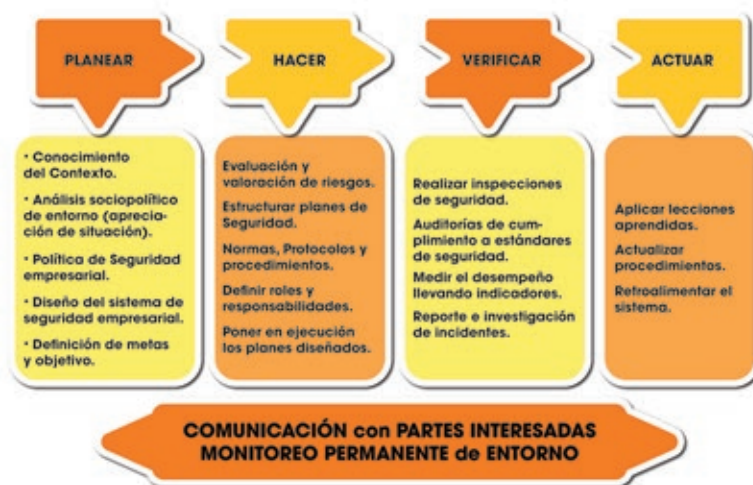 PLANEAR
HACER
VERIFICAR
ACTUAR
• Conocimiento
del Contexto.
• Análisis sociopolítico
de entorno (aprecia-
ción de situación).
• Política de Seguridad
empresarial.
• Diseño del sistema de
seguridad empresarial.
• Definición de metas
y objetivo.
Evaluación y
valoración de riesgos.
Estructurar planes de
Seguridad.
Normas, Protocolos y
procedimientos.
Definir roles y
responsabilidades.
Poner en ejecución
los planes diseñados.
Realizar inspecciones
de seguridad.
Auditorías de cum-
plimiento a estándares
de seguridad.
Medir el desempeño
llevando indicadores.
Reporte e investigación
de incidentes.
Aplicar lecciones
aprendidas.
Actualizar
procedimientos.
Retroalimentar el
sistema.
COMUNICACIÓN con PARTES INTERESADAS
MONITOREO PERMANENTE de ENTORNO